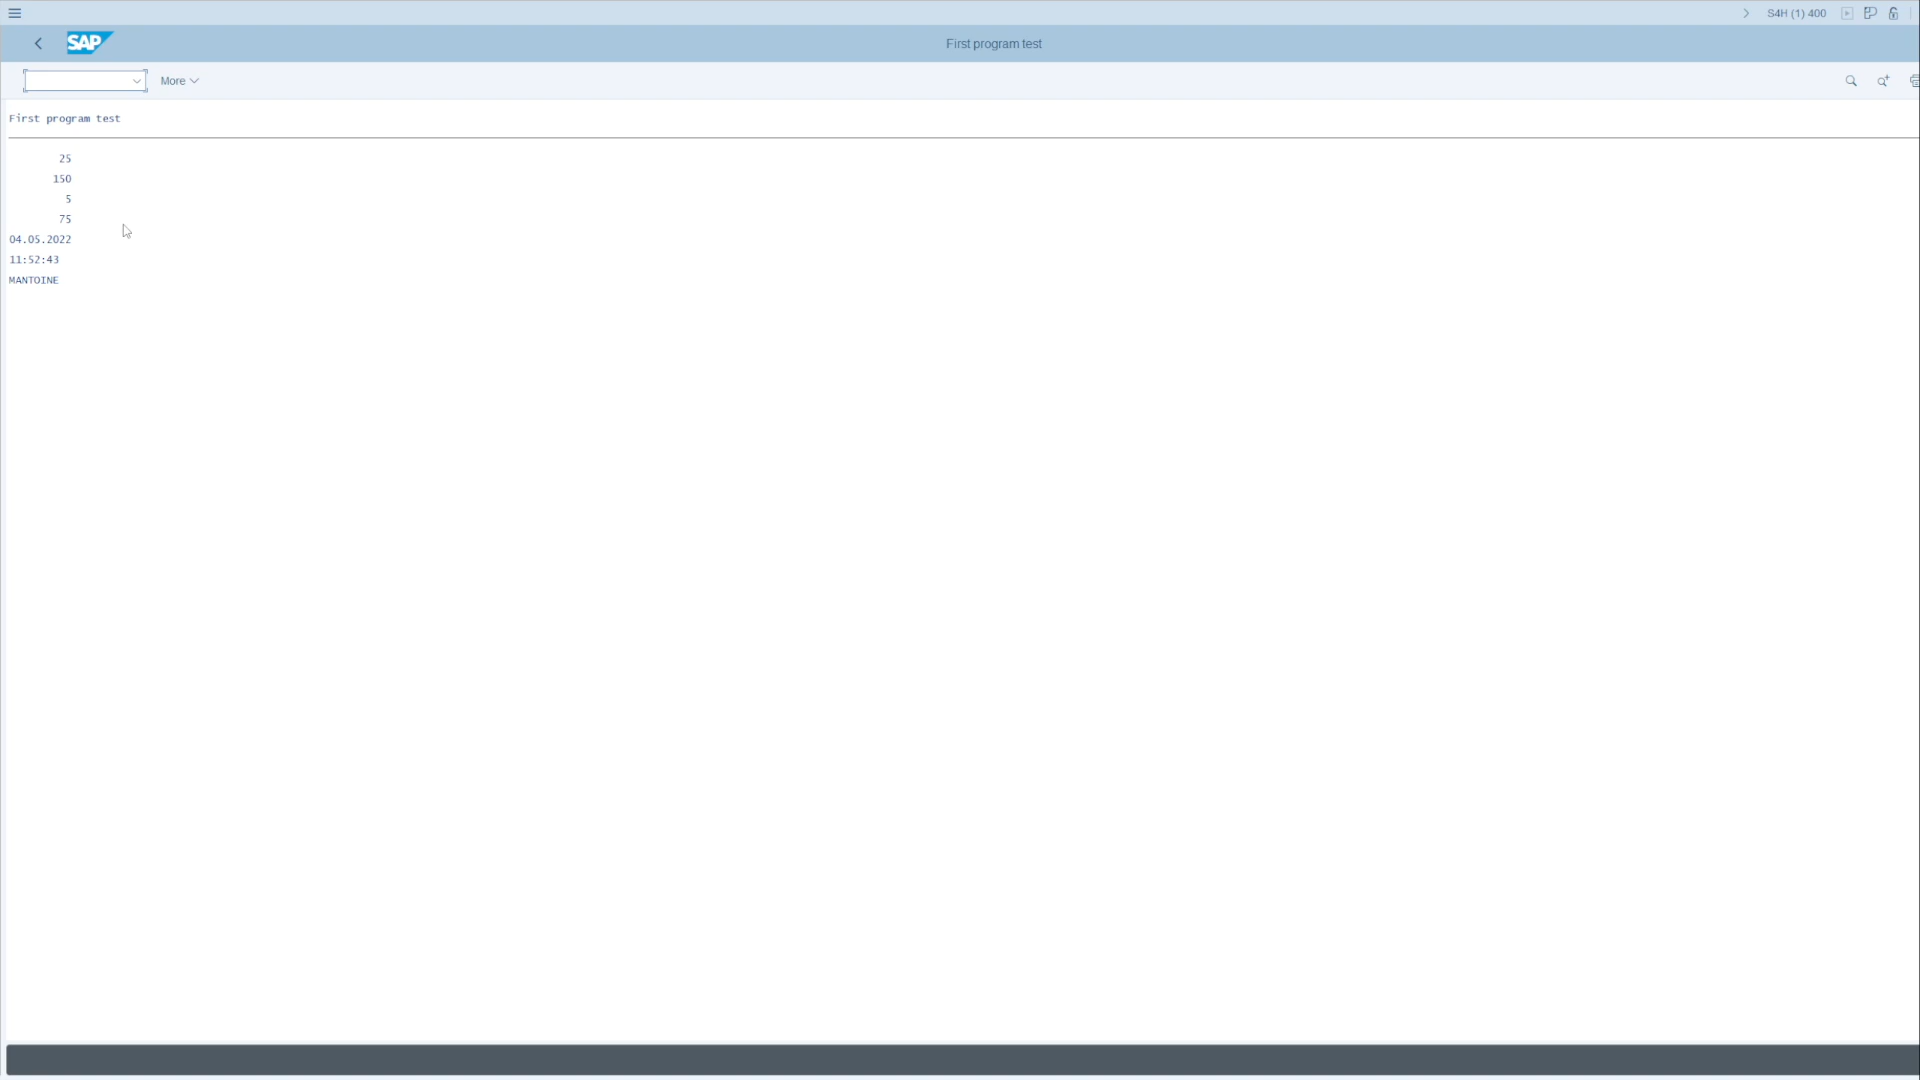 S4H (1) 400
SAP
First program test
More
First program test
25
150
5
75
04.05.2022
11:52:43
MANTOINE